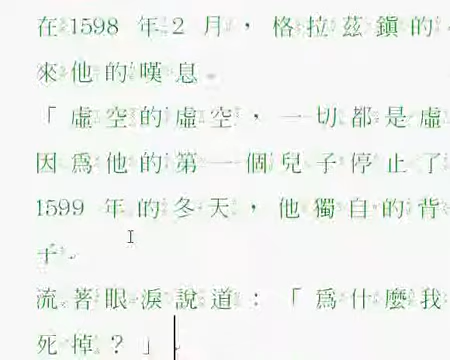 在1598 年2 月，格拉茲鎮的
來他的嘆息
「虛空的虛空，一切都是虛
因為他的第一個兒子停止了
1599 年的冬天，他獨自的背
子
流著眼淚說道：「為什麼我
死掉？」